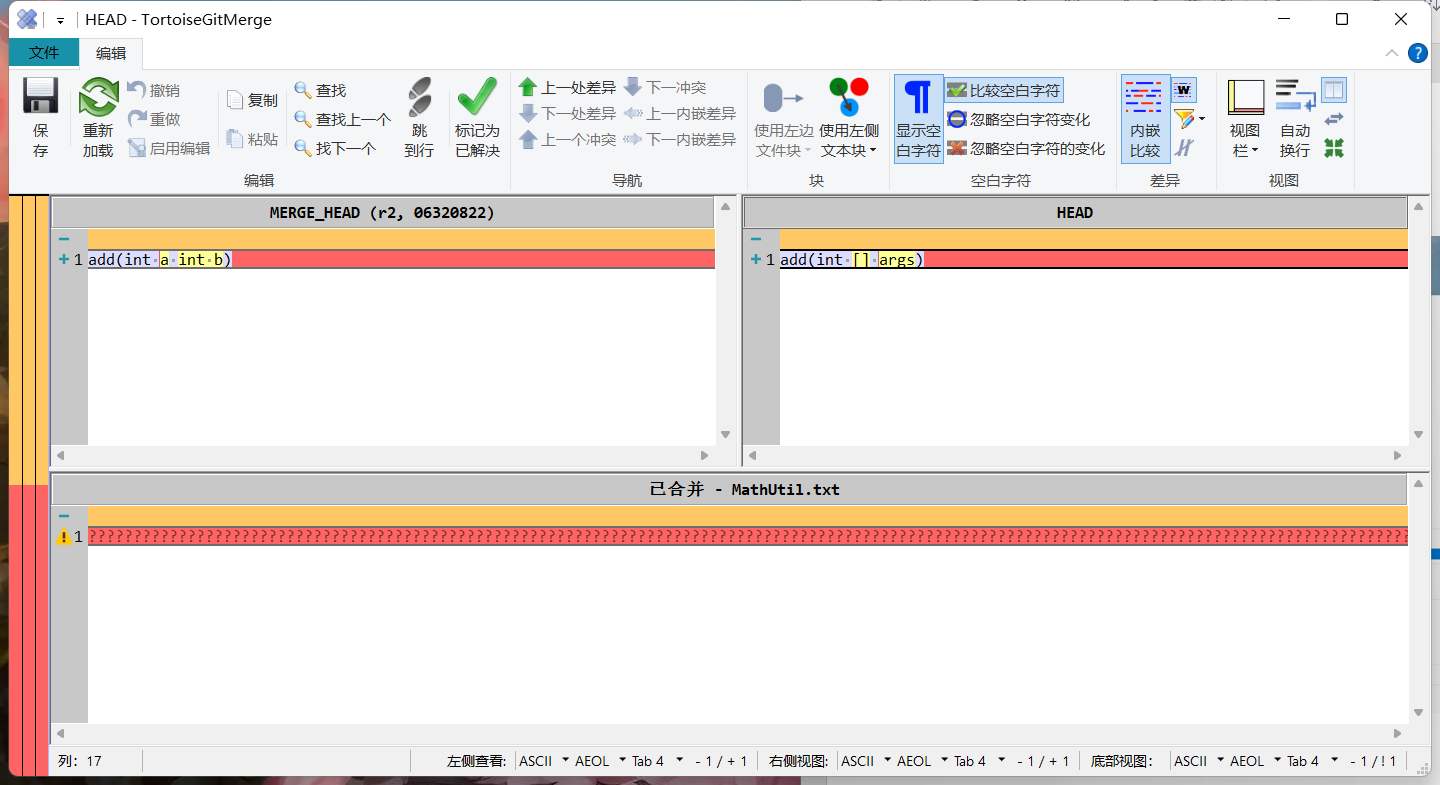 HEAD - TortoiseGitMerge
文件 编辑
保存
重新加载
撤销
重做
启用编辑
复制
粘贴
查找
查找上一个
找下一个
跳到行
标记为已解决
编辑
上一处差异
下一处差异
上一个冲突
下一冲突
上一内嵌差异
下一内嵌差异
导航
使用左边文件块
使用左侧文本块
块
显示空白字符
比较空白字符
忽略空白字符变化
忽略空白字符的变化
空白字符
内嵌比较
差异
视图栏
自动换行
视图
MERGE_HEAD (r2, 06320822)
1 add(int·a·int·b)
HEAD
1 add(int·[]·args)
已合并 - MathUtil.txt
1
列: 17
左侧查看: ASCII AEOL Tab 4 - 1 / + 1
右侧视图: ASCII AEOL Tab 4 - 1 / + 1
底部视图: ASCII AEOL Tab 4 - 1 / ! 1